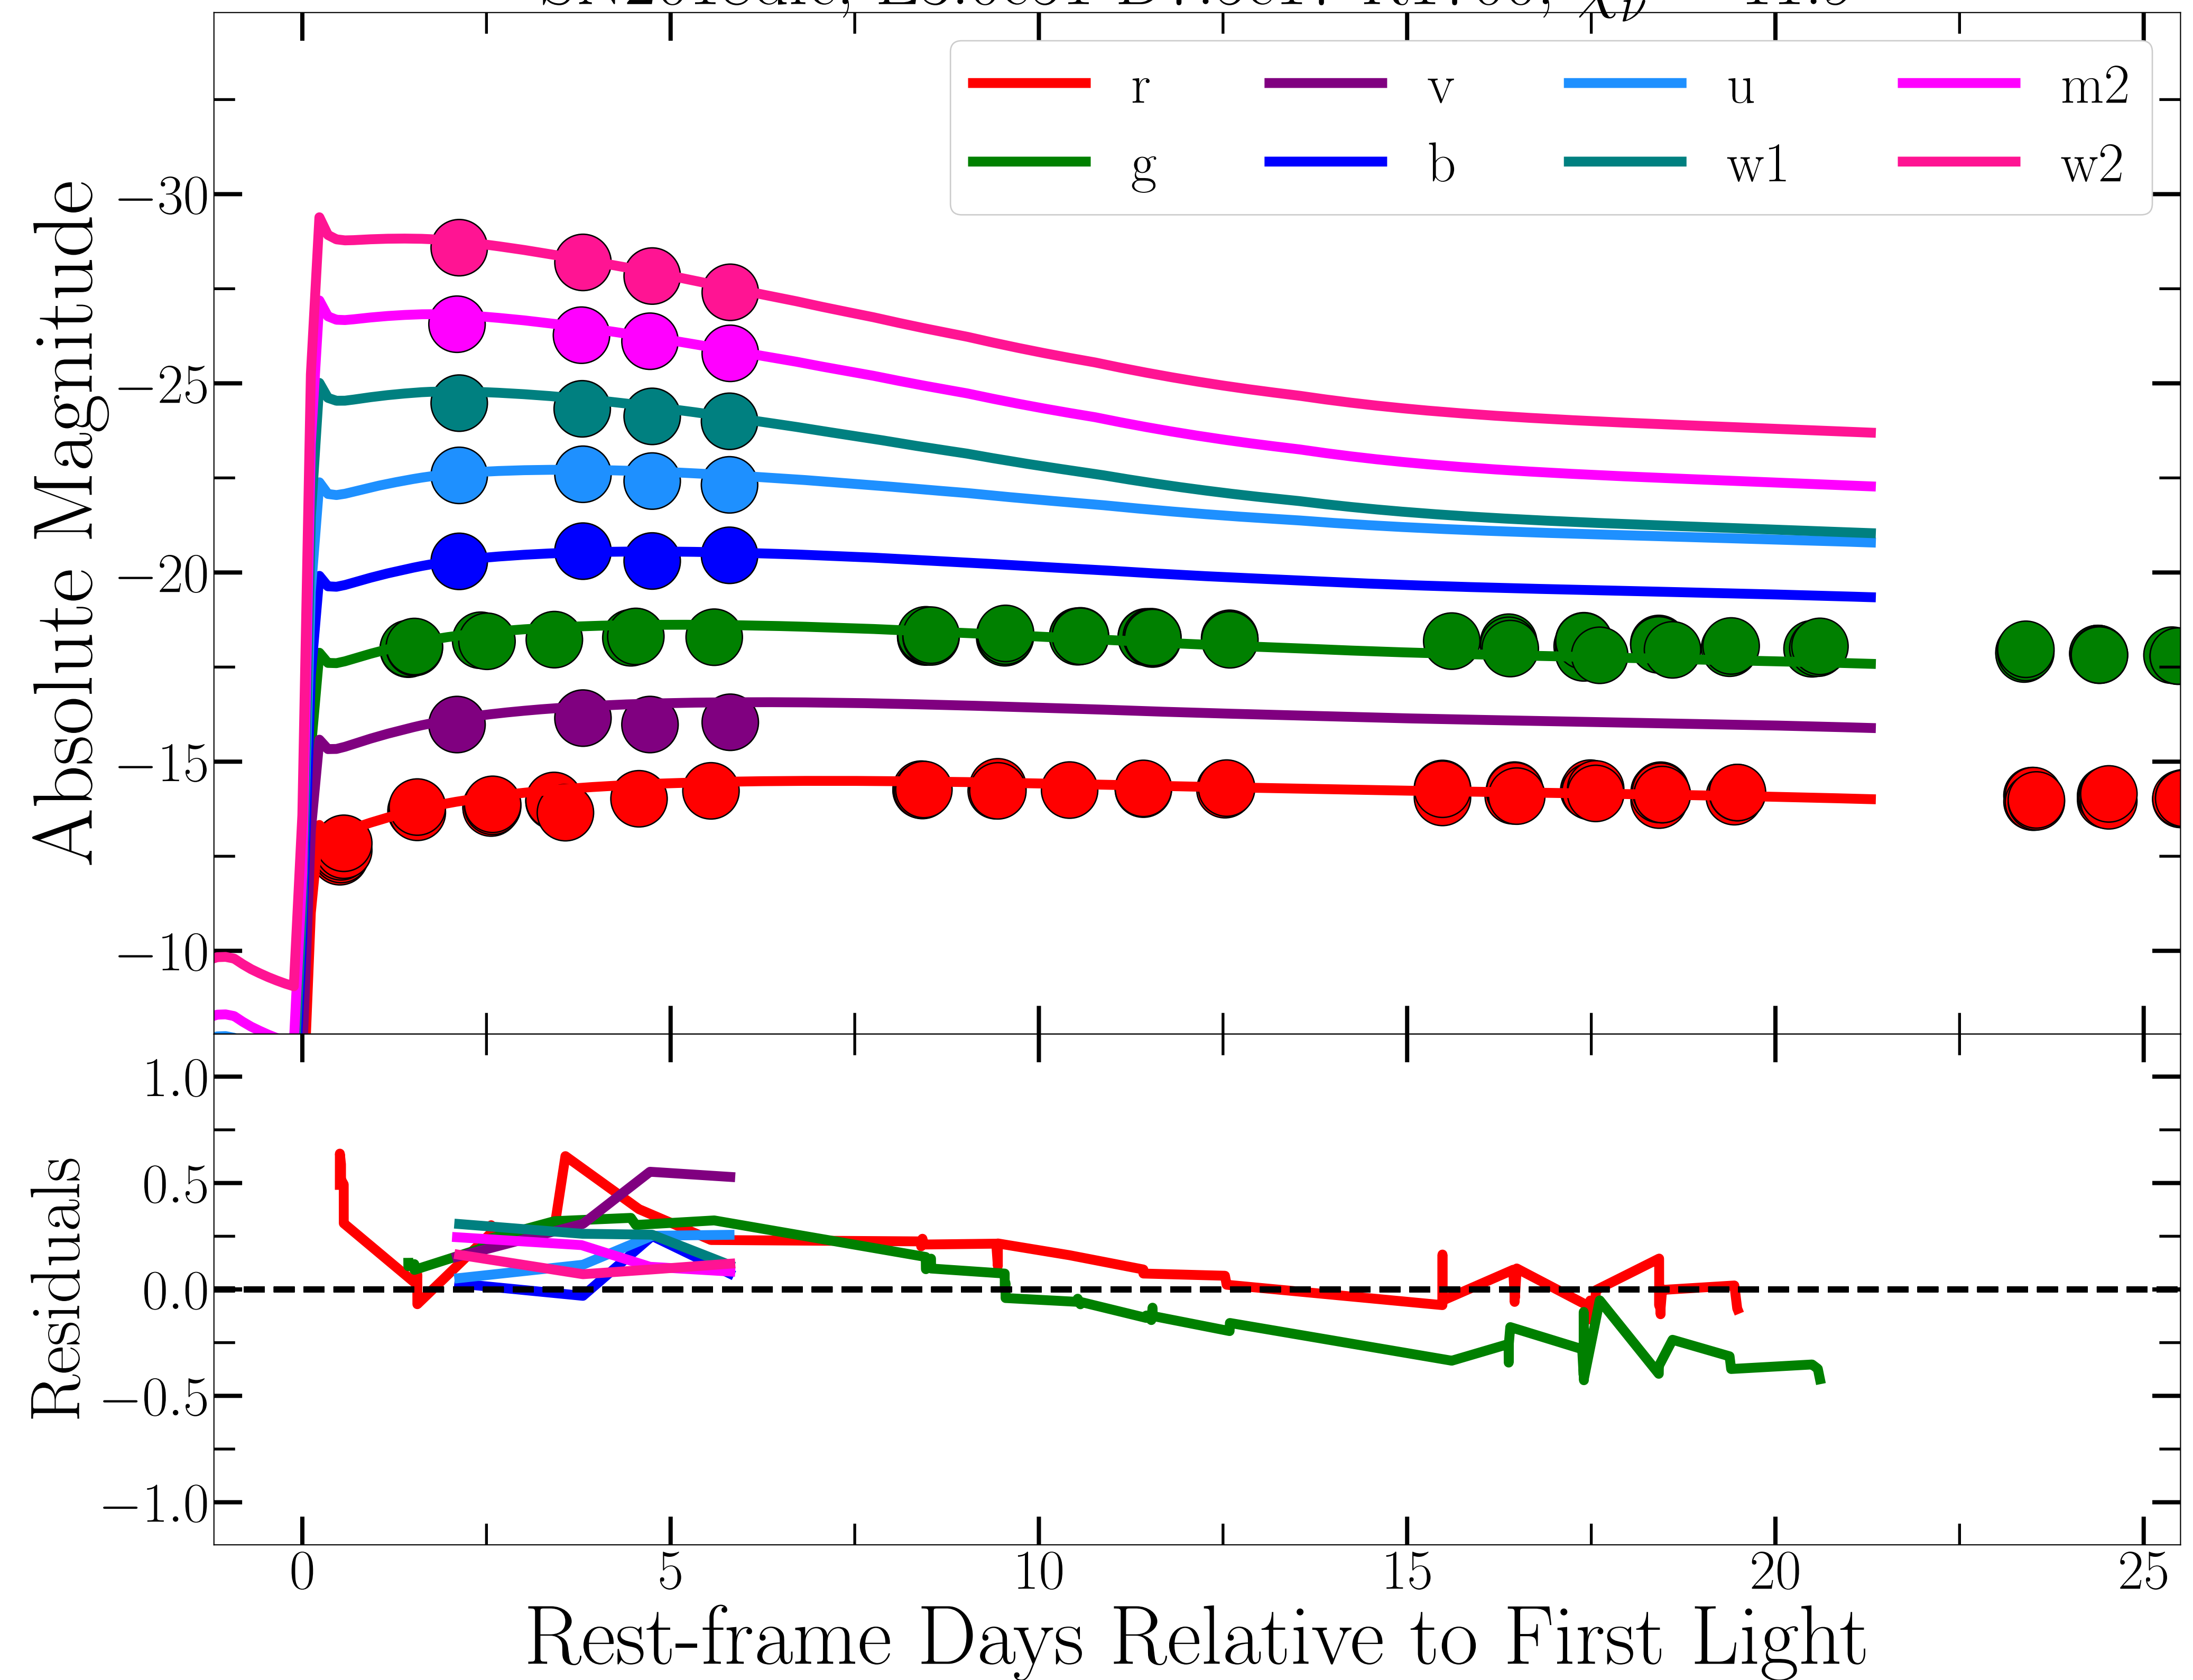 r v u m2
g b w1 w2
Absolute Magnitude
−30
−25
−20
−15
−10
Residuals
1.0
0.5
0.0
−0.5
−1.0
0 5 10 15 20 25
Rest-frame Days Relative to First Light